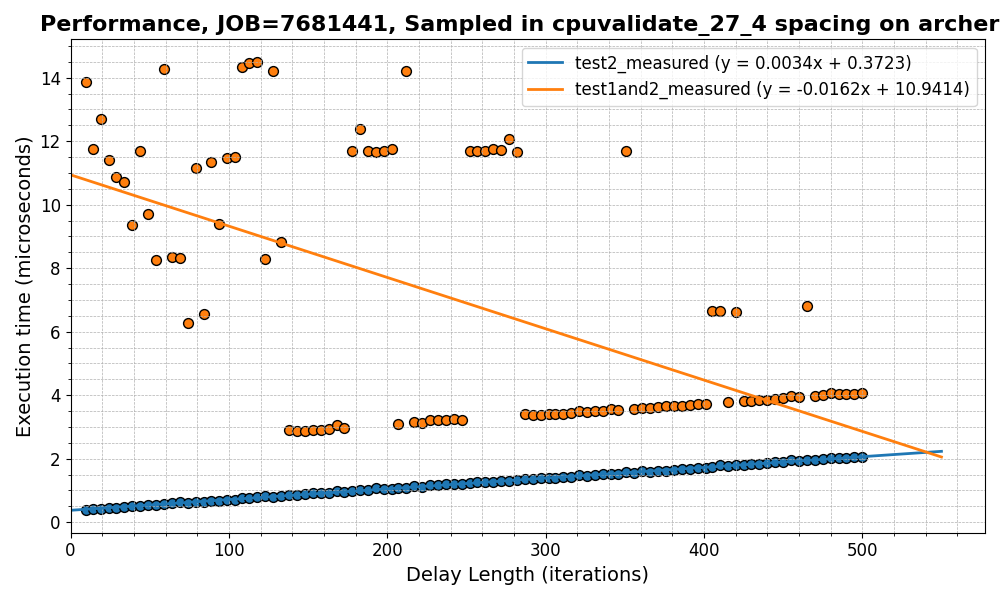 Performance, JOB=7681441, Sampled in cpuvalidate_27_4 spacing on archer
test2_measured (y = 0.0034x + 0.3723)
test1and2_measured (y = -0.0162x + 10.9414)
Execution time (microseconds)
14
12
10
8
6
4
2
0
0 100 200 300 400 500
Delay Length (iterations)